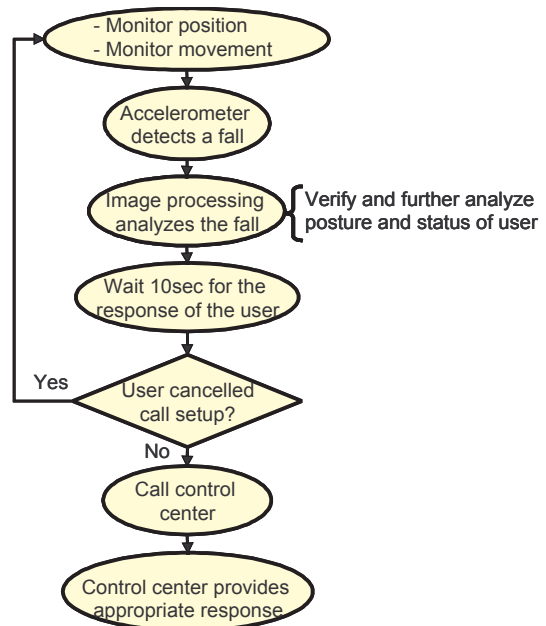 - Monitor position
- Monitor movement
Accelerometer
detects a fall
Image processing
analyzes the fall
Verify and further analyze
posture and status of user
Wait 10sec for the
response of the user
Yes
User cancelled
call setup?
No
Call control
center
Control center provides
appropriate response